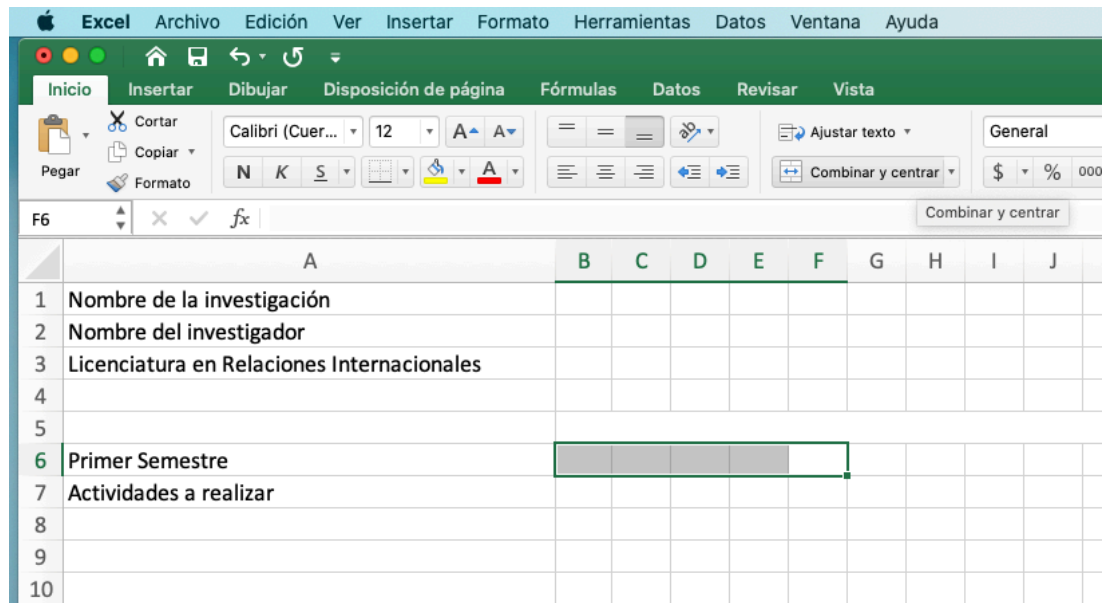 Excel Archivo Edición Ver Insertar Formato Herramientas Datos Ventana Ayuda
Inicio Insertar Dibujar Disposición de página Fórmulas Datos Revisar Vista
Pegar
Cortar
Copiar
Formato
Calibri (Cuer... 12 A A
N K S A
Ajustar texto
Combinar y centrar
General
$ % 000
F6 fx
Combinar y centrar
A B C D E F G H I J
1 Nombre de la investigación
2 Nombre del investigador
3 Licenciatura en Relaciones Internacionales
4
5
6 Primer Semestre
7 Actividades a realizar
8
9
10